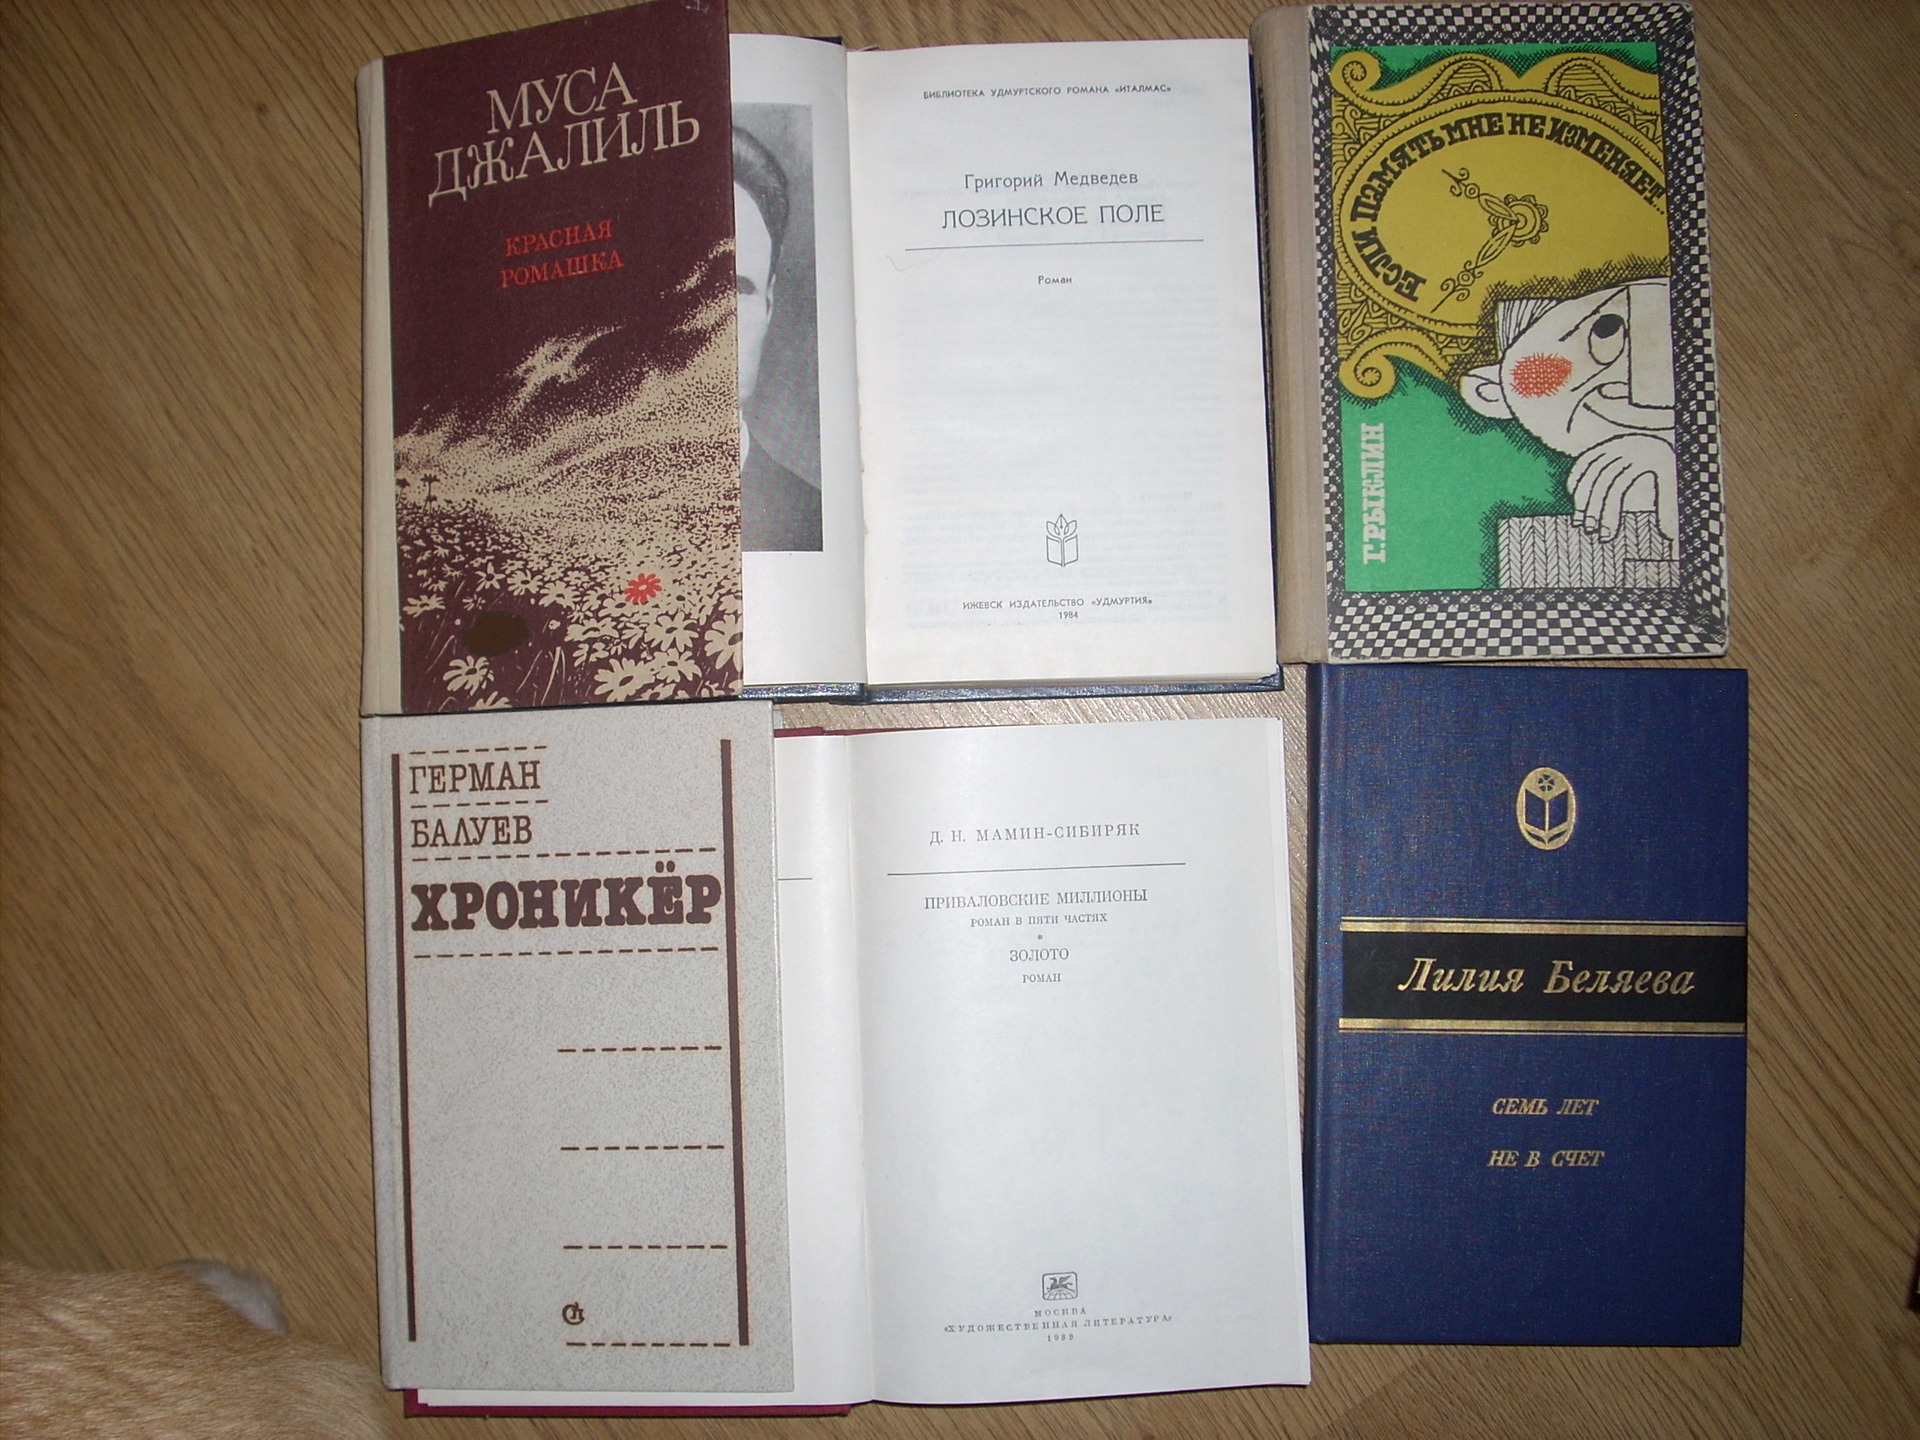 МУСА
ДЖАЛИЛЬ
КРАСНАЯ
РОМАШКА
БИБЛИОТЕКА УДМУРТСКОГО РОМАНА «ИТАЛМАС»
Григорий Медведев
ЛОЗИНСКОЕ ПОЛЕ
Роман
ИЖЕВСК ИЗДАТЕЛЬСТВО «УДМУРТИЯ»
1984
ЕСЛИ ПАМЯТЬ МНЕ НЕ ИЗМЕНЯЕТ...
Г. РЫКЛИН
ГЕРМАН
БАЛУЕВ
ХРОНИКЁР
Д. Н. МАМИН-СИБИРЯК
ПРИВАЛОВСКИЕ МИЛЛИОНЫ
РОМАН В ПЯТИ ЧАСТЯХ
ЗОЛОТО
РОМАН
МОСКВА
«ХУДОЖЕСТВЕННАЯ ЛИТЕРАТУРА»
1989
Лилия Беляева
СЕМЬ ЛЕТ
НЕ В СЧЕТ